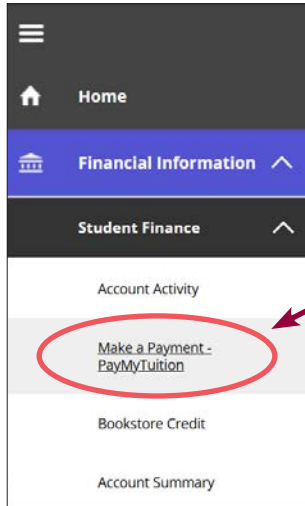 Home
Financial Information
Student Finance
Account Activity
Make a Payment -
PayMyTuition
Bookstore Credit
Account Summary